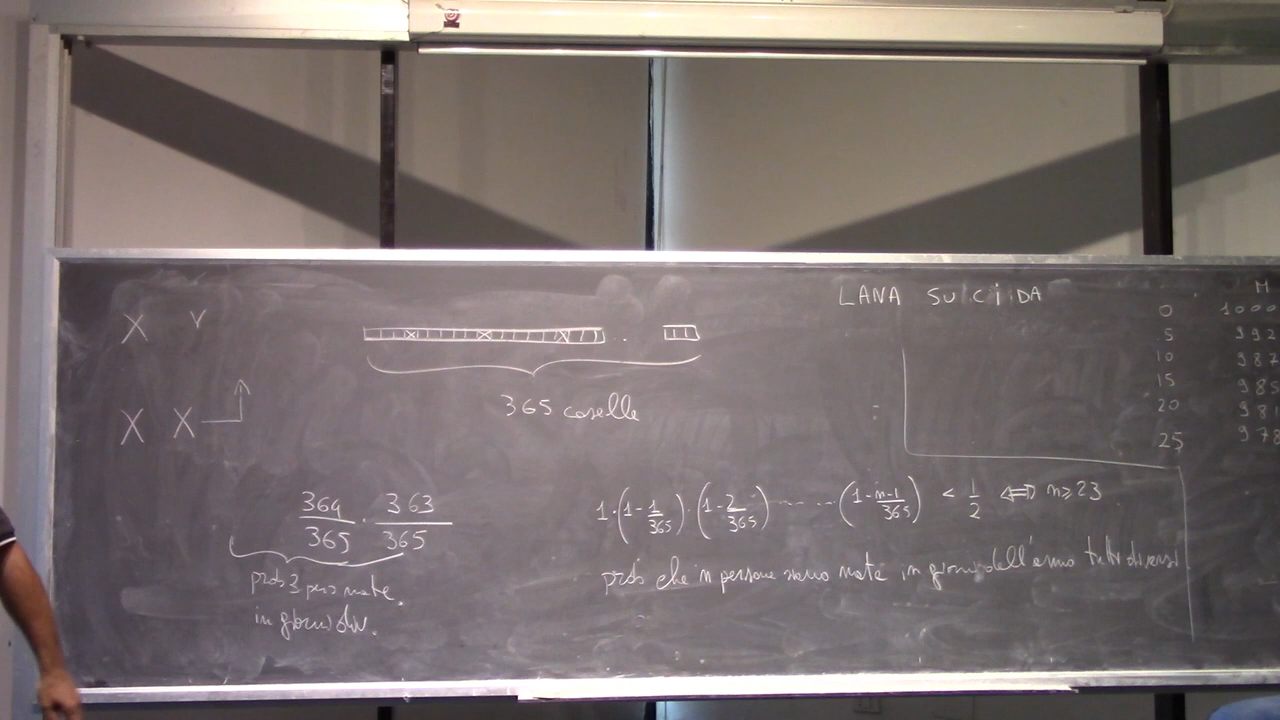 X Y
365 caselle
X X
364/365 · 363/365
prob 3 pers nate
in giorni div.
LANA SUCIDA
M
0 1000
5 992
10 987
15 985
20 981
25 978
1·(1-1/365)·(1-2/365)······(1-n-1/365) < 1/2 ⟺ n≥23
prob che n persone siano nate in giorni dell'anno tutti diversi